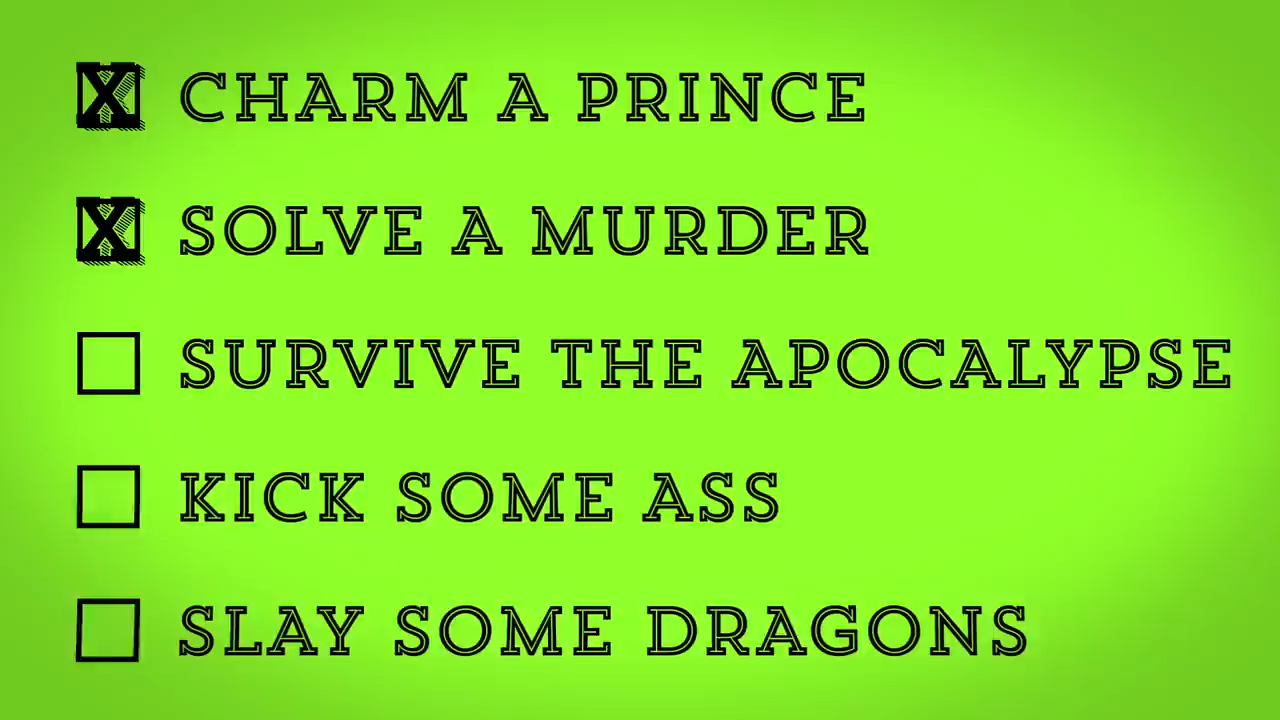 X CHARM A PRINCE
X SOLVE A MURDER
SURVIVE THE APOCALYPSE
KICK SOME ASS
SLAY SOME DRAGONS